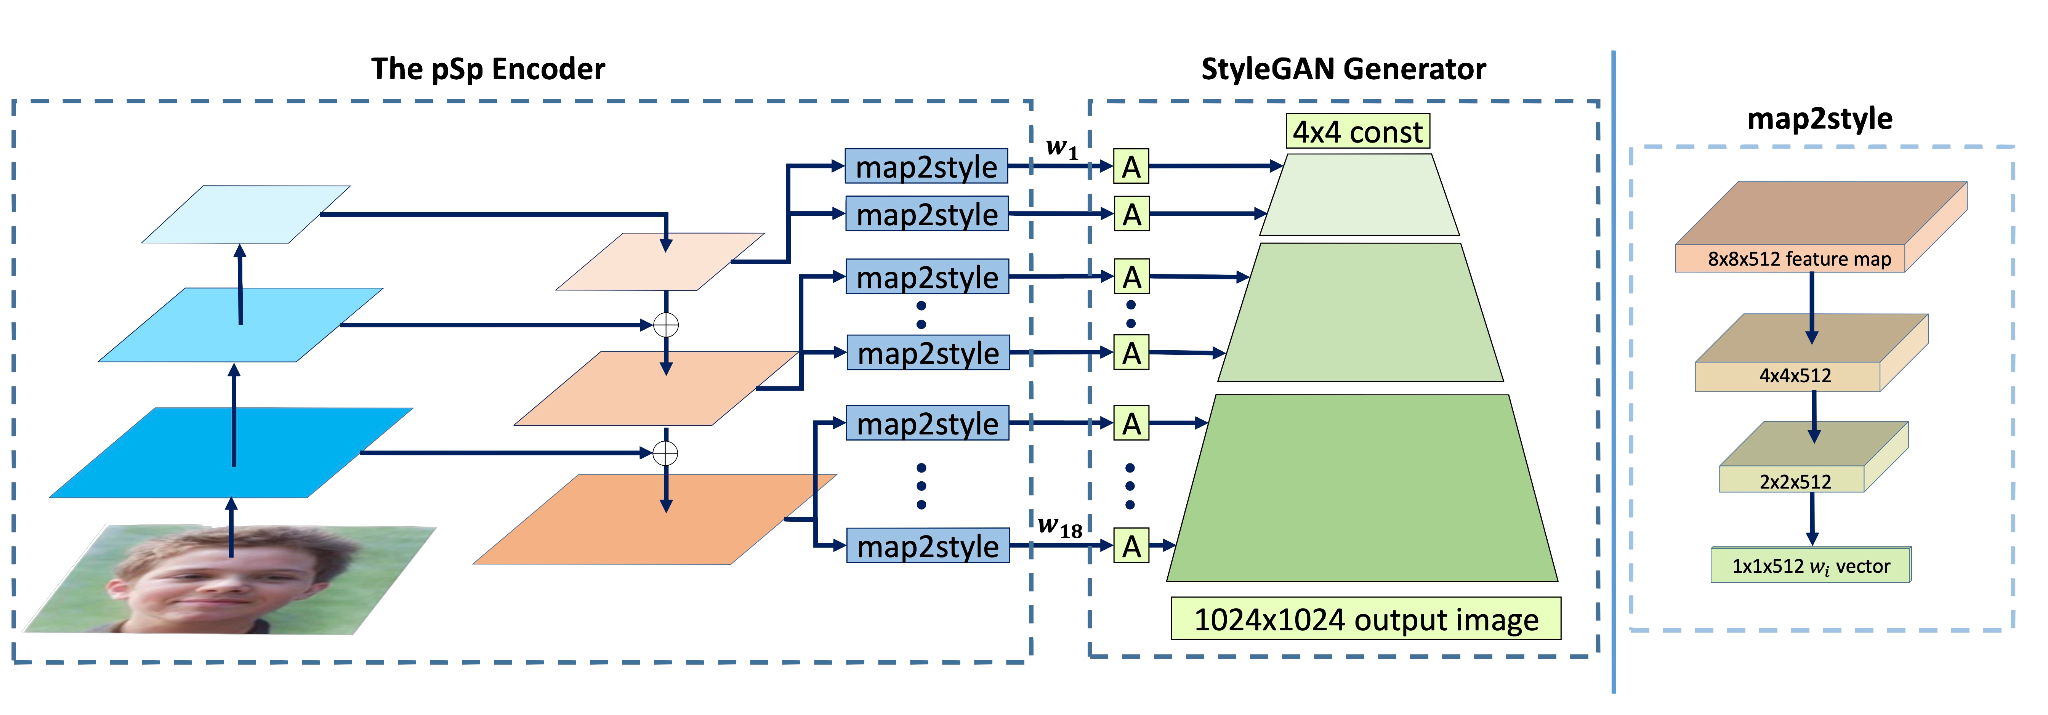 The pSp Encoder
map2style
map2style
map2style
map2style
map2style
map2style
w₁
w₁₈
StyleGAN Generator
4x4 const
A
A
A
A
A
A
1024x1024 output image
map2style
8x8x512 feature map
4x4x512
2x2x512
1x1x512 wᵢ vector